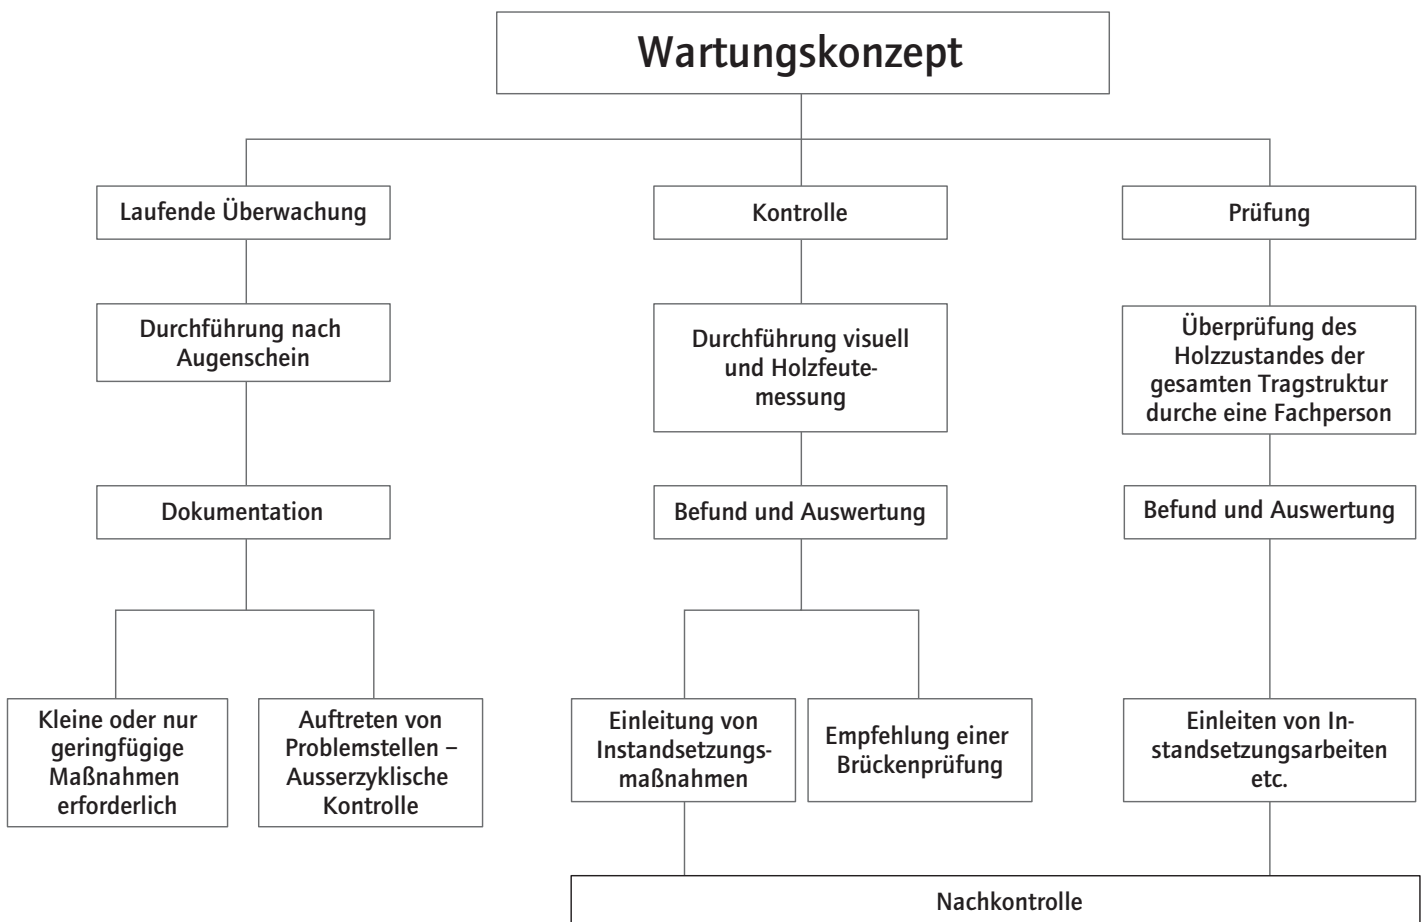 Wartungskonzept
Laufende Überwachung
Kontrolle
Prüfung
Durchführung nach
Augenschein
Durchführung visuell
und Holzfeute-
messung
Überprüfung des
Holzzustandes der
gesamten Tragstruktur
durche eine Fachperson
Dokumentation
Befund und Auswertung
Befund und Auswertung
Kleine oder nur
geringfügige
Maßnahmen
erforderlich
Auftreten von
Problemstellen –
Ausserzyklische
Kontrolle
Einleitung von
Instandsetzungs-
maßnahmen
Empfehlung einer
Brückenprüfung
Einleiten von In-
standsetzungsarbeiten
etc.
Nachkontrolle